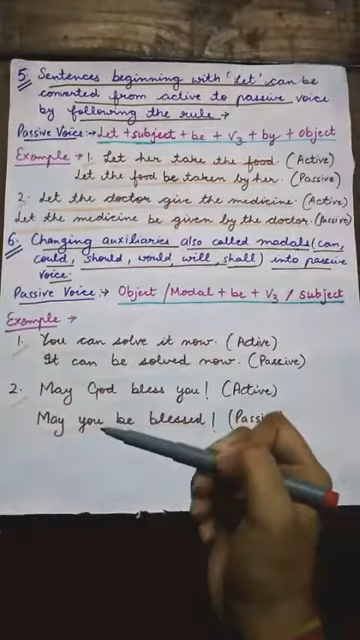 5. Sentences beginning with 'Let' can be
converted from active to passive voice
by following the rule →
Passive Voice:→ Let + subject + be + V3 + by + object
Example → 1. Let her take the food. (Active)
Let the food be taken by her. (Passive)
2. Let the doctor give the medicine. (Active)
Let the medicine be given by the doctor. (Passive)
6. Changing auxiliaries also called modals (can,
could, should, would, will, shall) into passive
voice:
Passive Voice:→ Object / Modal + be + V3 / subject
Example →
1. You can solve it now. (Active)
It can be solved now. (Passive)
2. May God bless you! (Active)
May you be blessed! (Passi